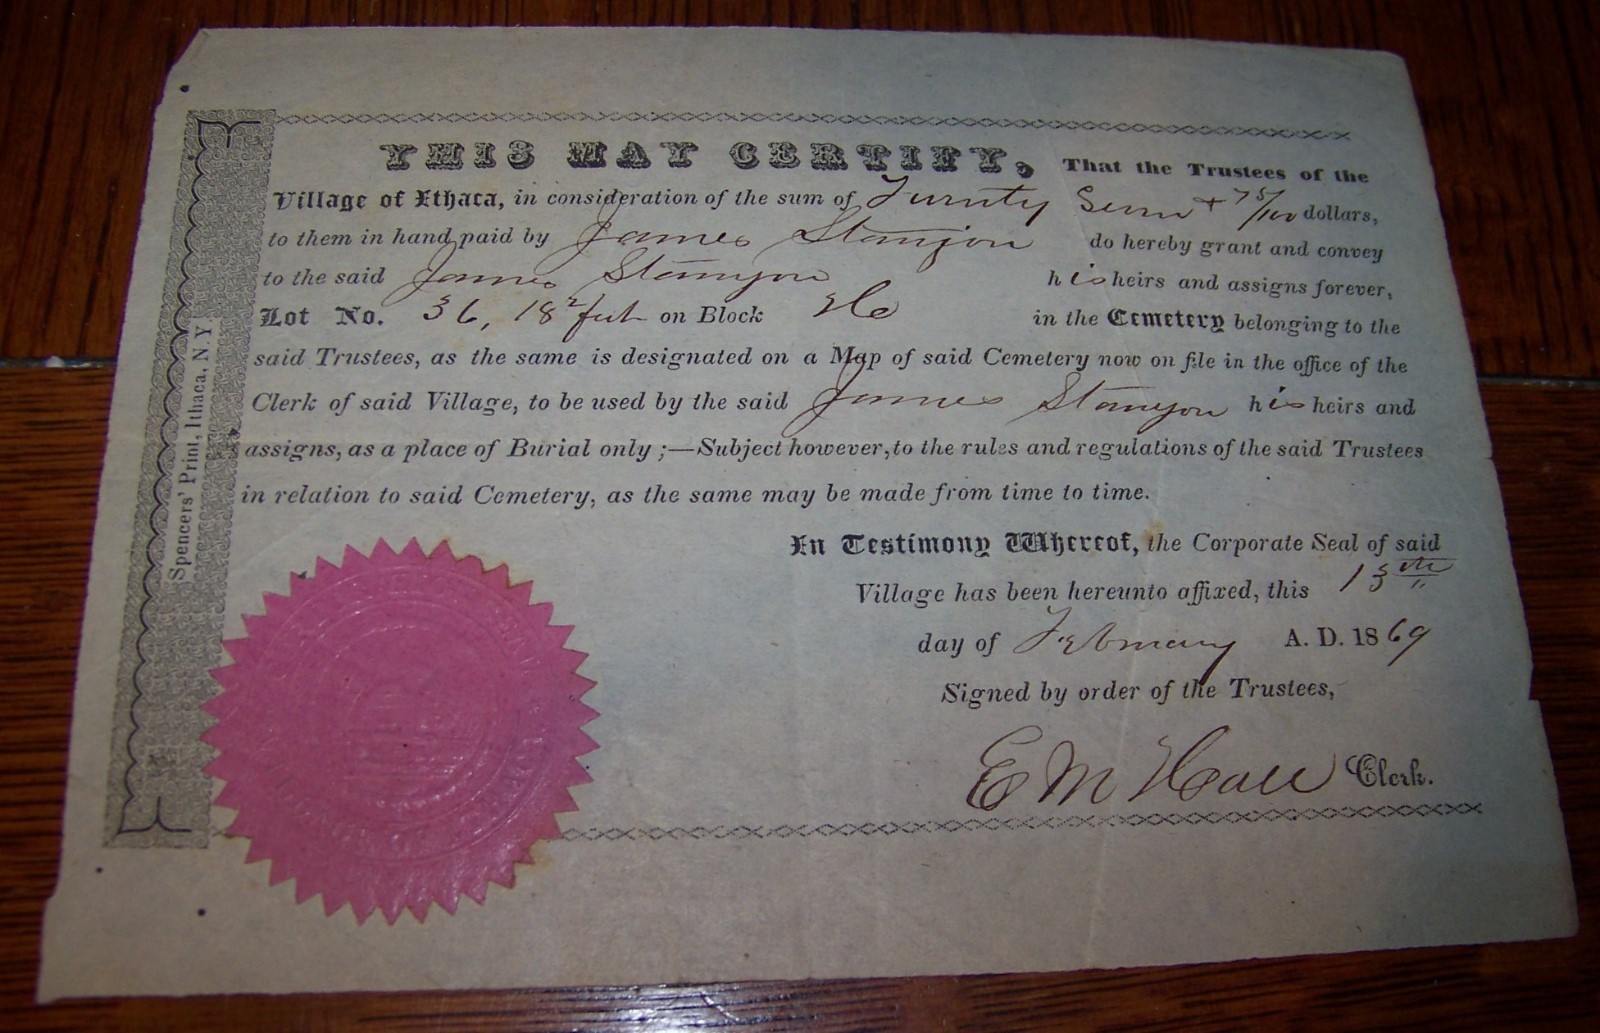 THIS MAY CERTIFY, That the Trustees of the
Village of Ithaca, in consideration of the sum of Twenty Seven + 75/100 dollars,
to them in hand paid by James Stamyon do hereby grant and convey
to the said James Stamyon his heirs and assigns forever,
Lot No. 36, 18 feet on Block in the Cemetery belonging to the
said Trustees, as the same is designated on a Map of said Cemetery now on file in the office of the
Clerk of said Village, to be used by the said James Stamyon his heirs and
assigns, as a place of Burial only;—Subject however, to the rules and regulations of the said Trustees
in relation to said Cemetery, as the same may be made from time to time.
In Testimony Whereof, the Corporate Seal of said
Village has been hereunto affixed, this 13th
day of February A. D. 1869
Signed by order of the Trustees,
E M Hall Clerk.
Spencers' Print, Ithaca, N. Y.